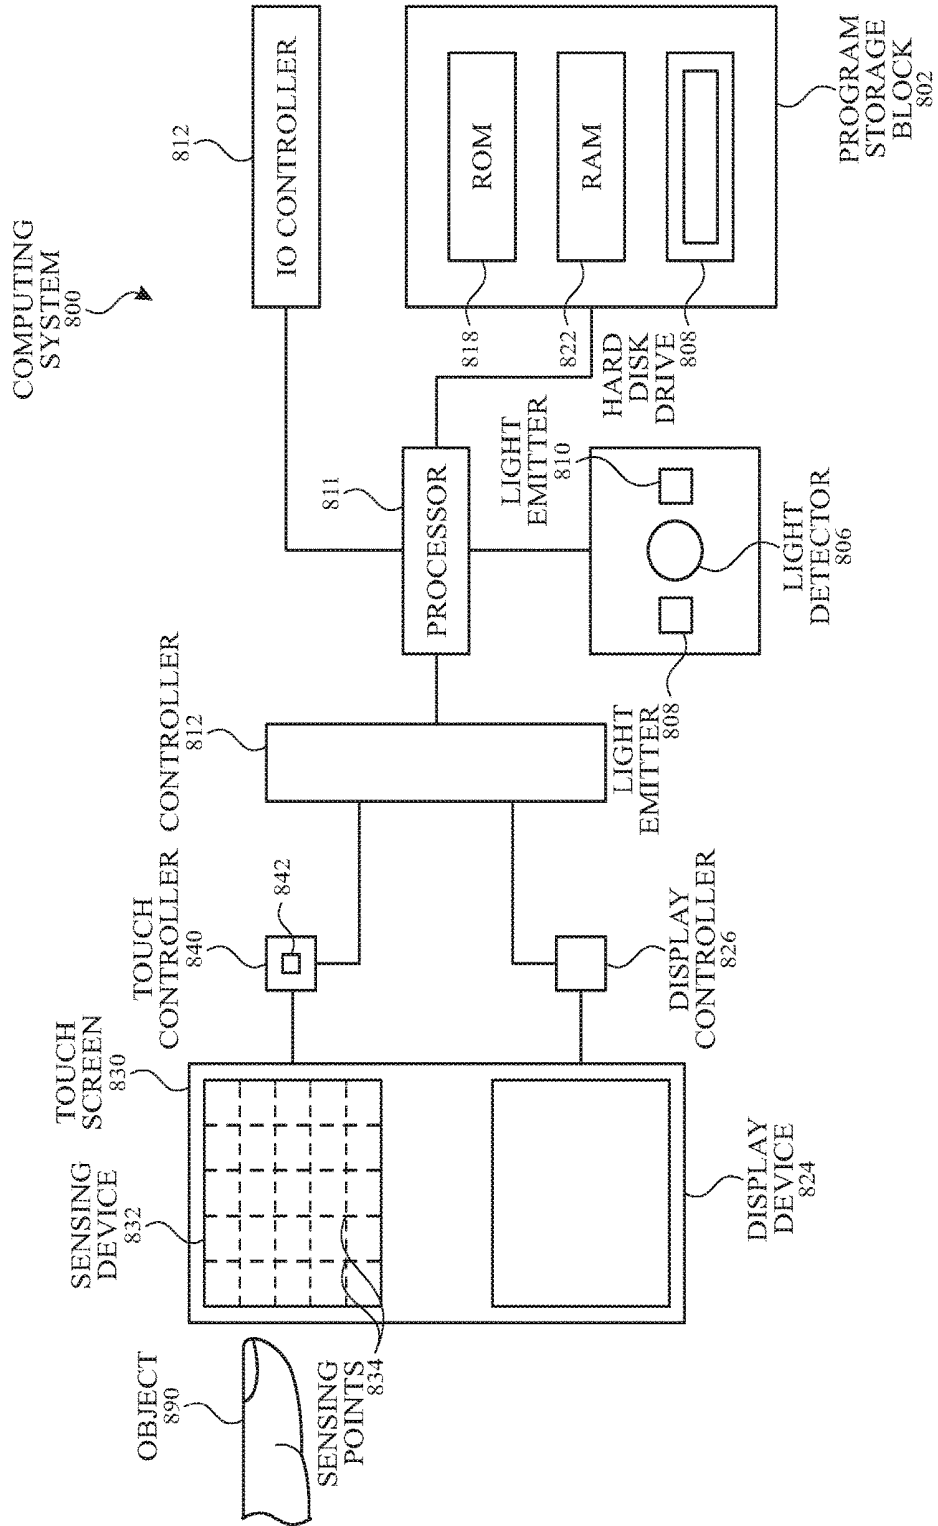 COMPUTING
SYSTEM
800
OBJECT
890
SENSING
DEVICE
832
TOUCH
SCREEN
830
TOUCH
CONTROLLER
840
842
CONTROLLER
812
811
812
IO CONTROLLER
PROCESSOR
SENSING
POINTS
834
DISPLAY
DEVICE
824
DISPLAY
CONTROLLER
826
LIGHT
EMITTER
808
LIGHT
EMITTER
810
LIGHT
DETECTOR
806
818
ROM
822
RAM
HARD
DISK
DRIVE
808
PROGRAM
STORAGE
BLOCK
802